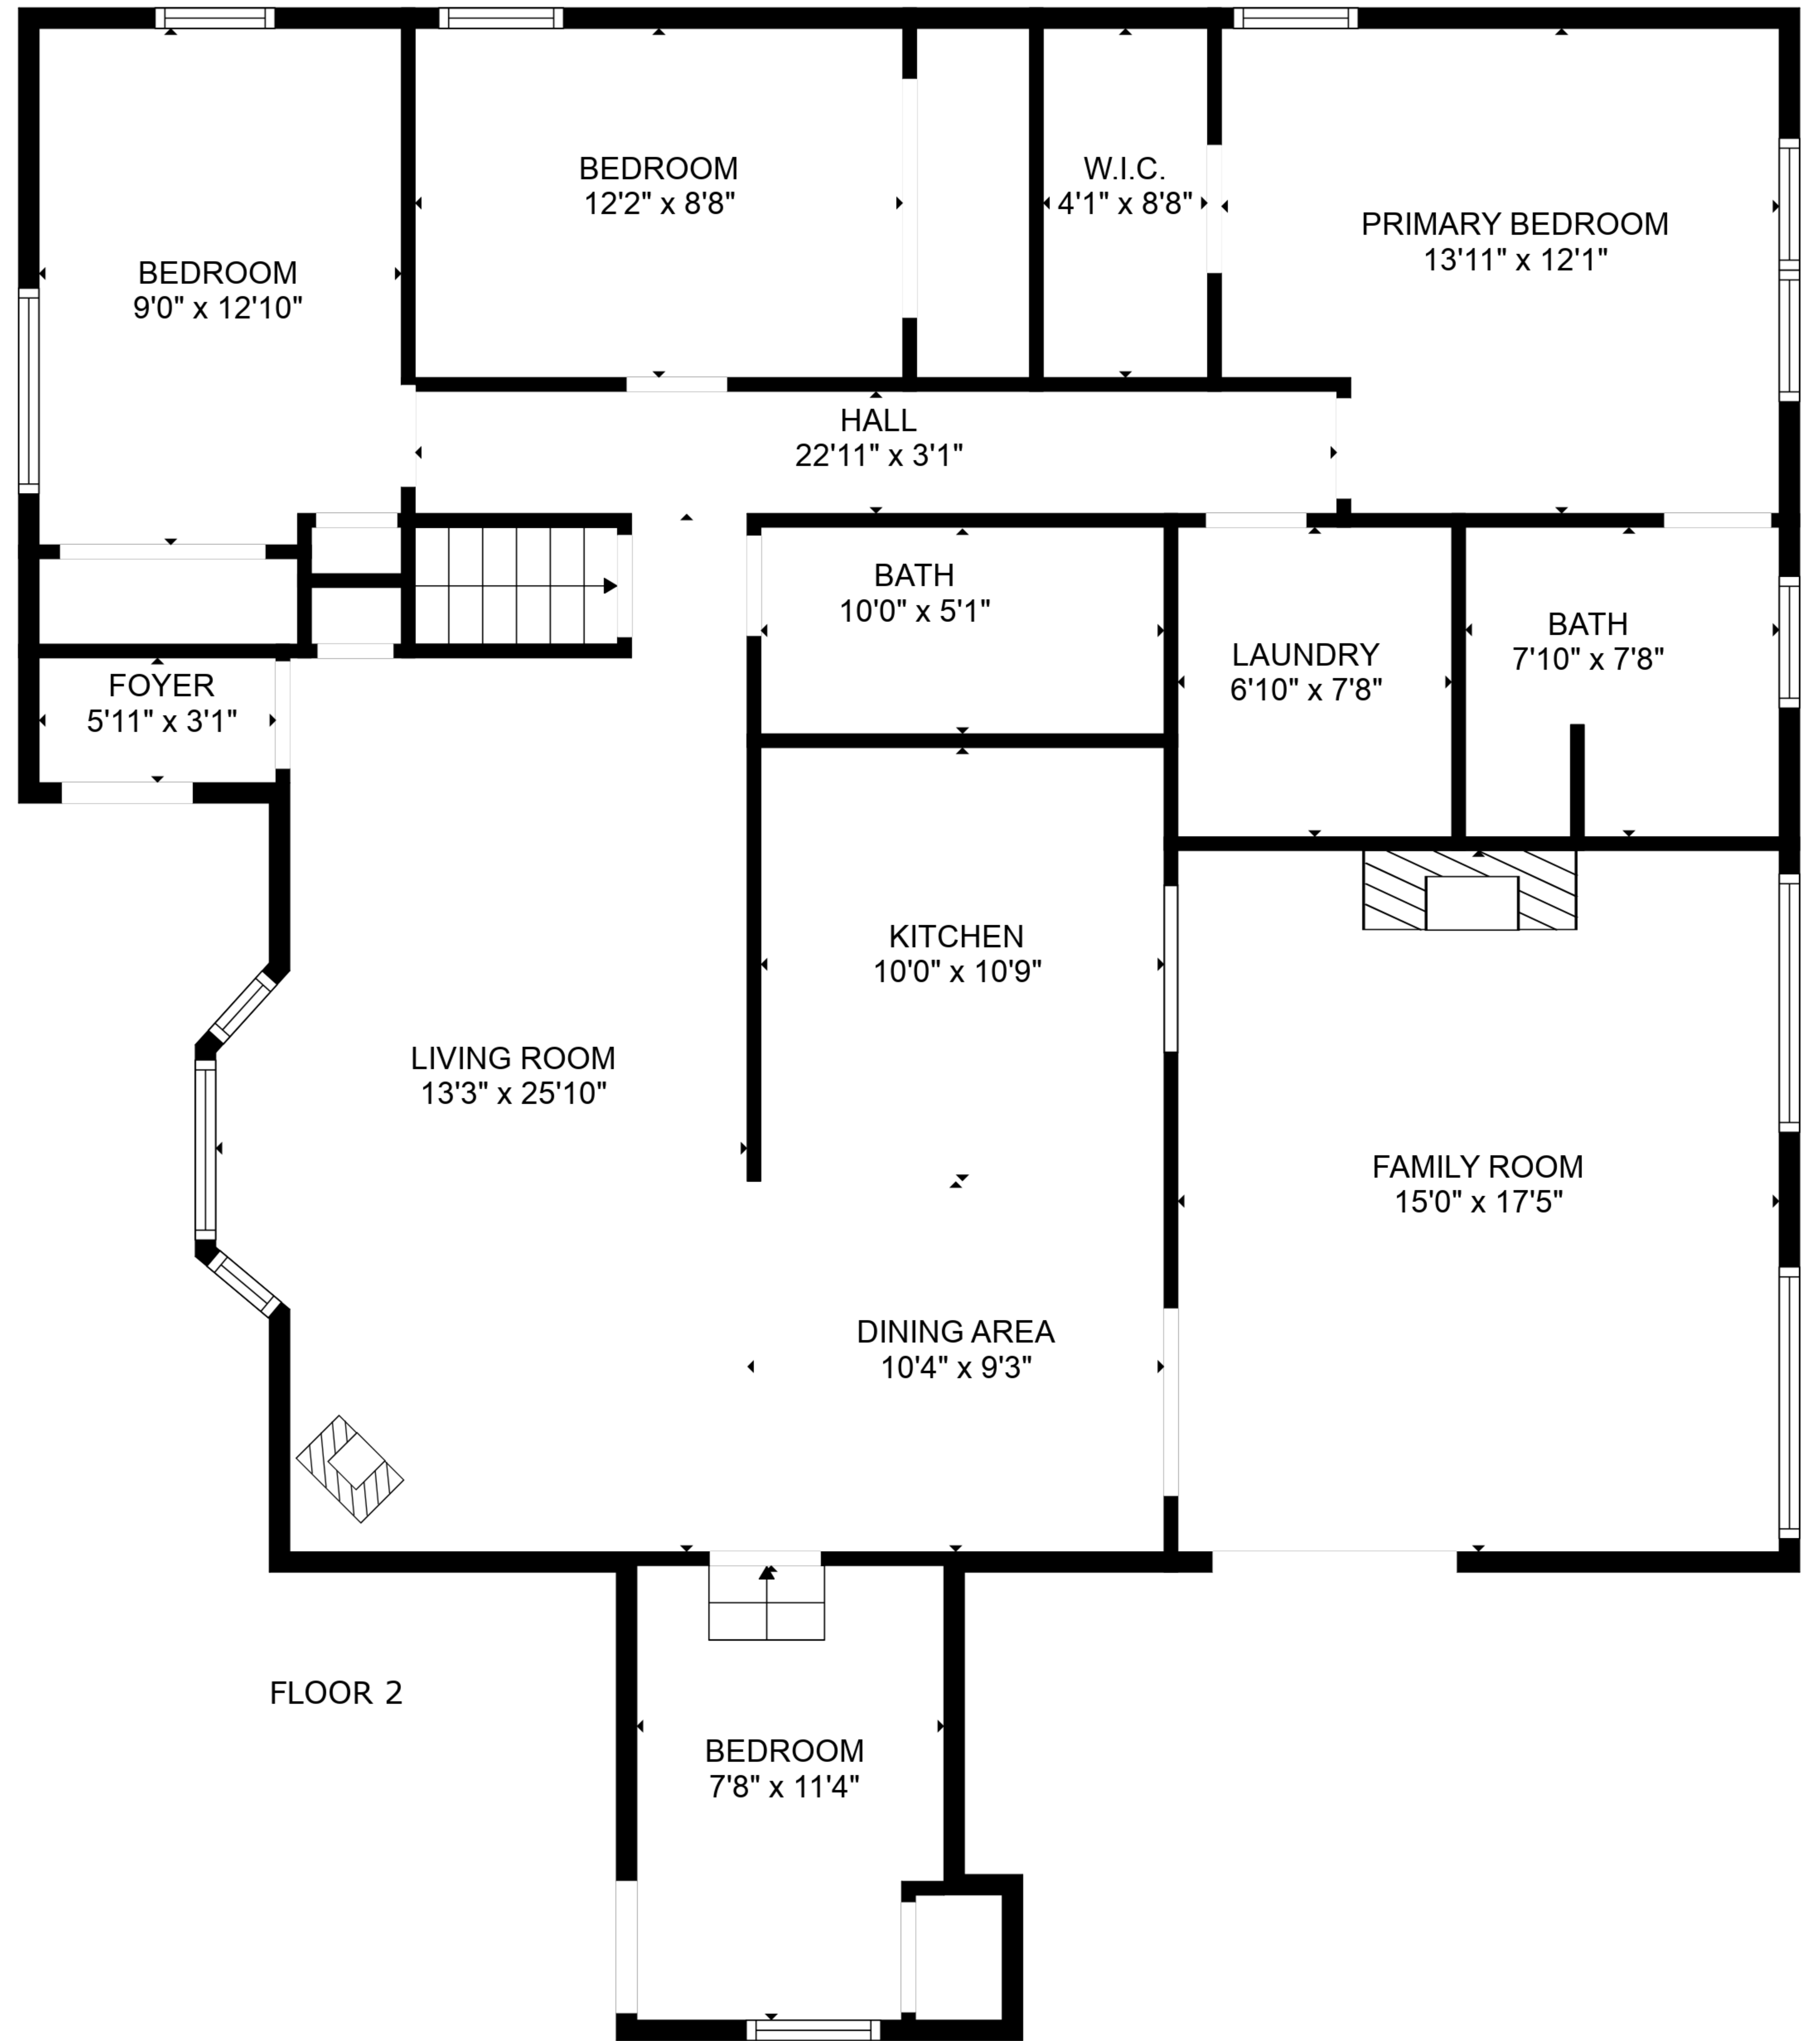 BEDROOM
12'2" x 8'8"
W.I.C.
4'1" x 8'8"
PRIMARY BEDROOM
13'11" x 12'1"
BEDROOM
9'0" x 12'10"
HALL
22'11" x 3'1"
BATH
10'0" x 5'1"
LAUNDRY
6'10" x 7'8"
BATH
7'10" x 7'8"
FOYER
5'11" x 3'1"
KITCHEN
10'0" x 10'9"
LIVING ROOM
13'3" x 25'10"
FAMILY ROOM
15'0" x 17'5"
DINING AREA
10'4" x 9'3"
FLOOR 2
BEDROOM
7'8" x 11'4"